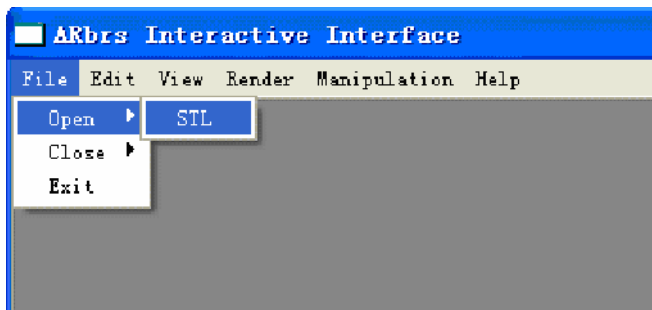 ARbrs Interactive Interface
File Edit View Render Manipulation Help
Open STL
Close
Exit